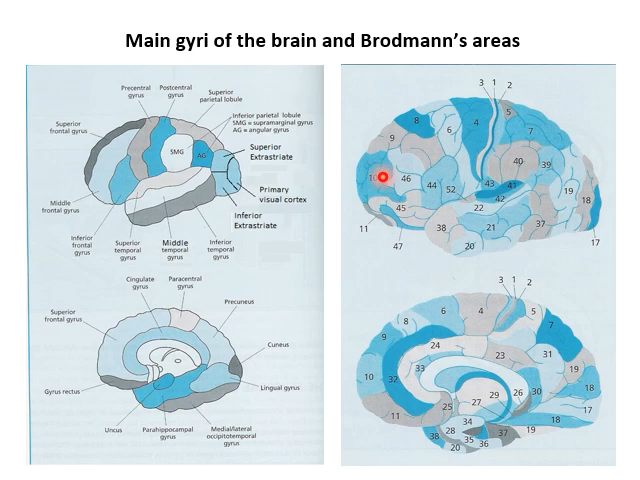 Main gyri of the brain and Brodmann's areas
Precentral
gyrus
Postcentral
gyrus
Superior
parietal lobule
Inferior parietal lobule
SMG = supramarginal gyrus
AG = angular gyrus
Superior
frontal gyrus
SMG
AG
Superior
Extrastriate
Primary
visual cortex
Inferior
Extrastriate
Middle
frontal gyrus
Inferior
frontal
gyrus
Superior
temporal
gyrus
Middle
temporal
gyrus
Inferior
temporal
gyrus
Cingulate
gyrus
Paracentral
gyrus
Precuneus
Superior
frontal gyrus
Cuneus
Gyrus rectus
Lingual gyrus
Uncus
Parahippocampal
gyrus
Medial/lateral
occipitotemporal
gyrus
3 1 2
8 6 4 5 7
9 40 39
10 46 44 52 43 41 42 19 18
45 22
11 38 21 37
47 20 17
3 1 2
8 6 4 5 7
9 24 23 31 19
10 32 33 18
29 26 30
11 25 27 17
34 18
38 28 35 37 19
20 36